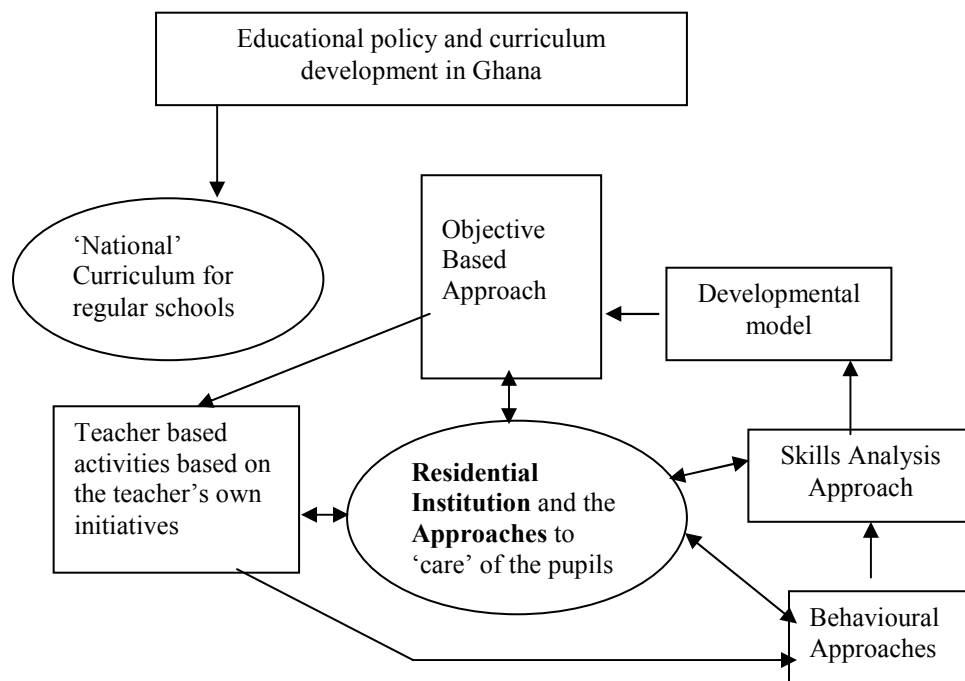 Educational policy and curriculum
development in Ghana
‘National’
Curriculum for
regular schools
Objective
Based
Approach
Developmental
model
Teacher based
activities based on
the teacher’s own
initiatives
Residential
Institution and the
Approaches to
‘care’ of the pupils
Skills Analysis
Approach
Behavioural
Approaches